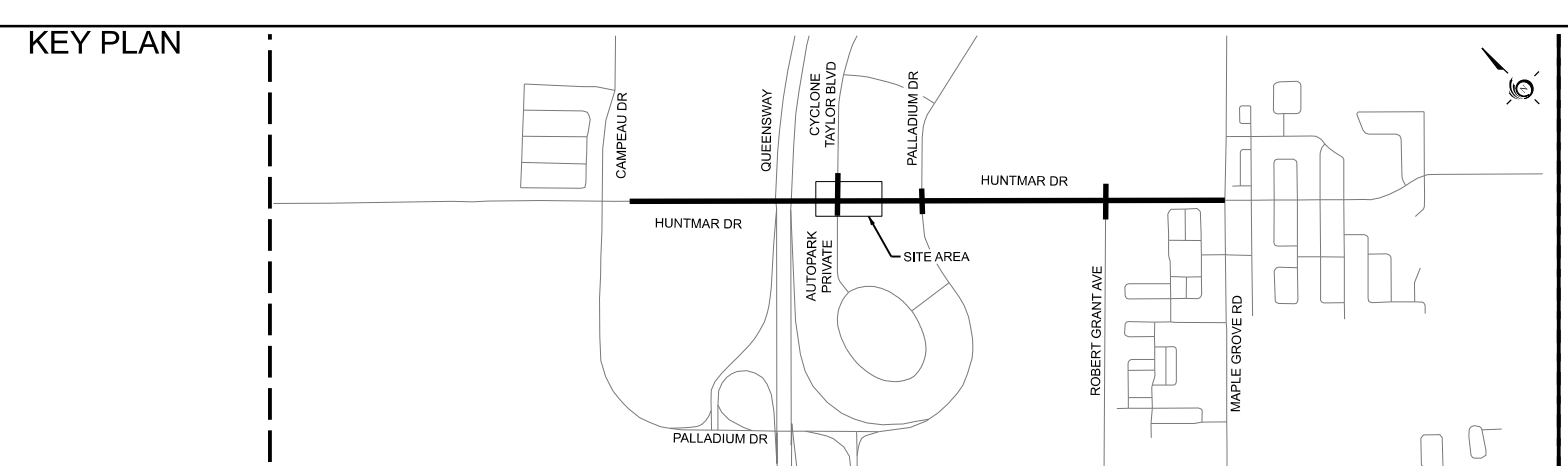 KEY PLAN
CAMPEAU DR
QUEENSWAY
CYCLONE
TAYLOR BLVD
PALLADIUM DR
HUNTMAR DR
HUNTMAR DR
AUTOPARK
PRIVATE
SITE AREA
ROBERT GRANT AVE
MAPLE GROVE RD
PALLADIUM DR